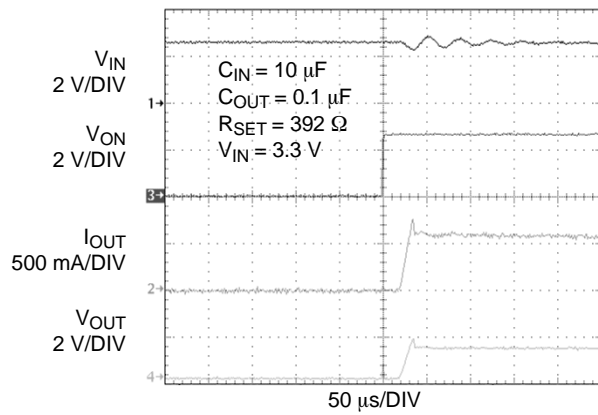 V_IN
2 V/DIV
C_IN = 10 μF
C_OUT = 0.1 μF
R_SET = 392 Ω
V_IN = 3.3 V
1
V_ON
2 V/DIV
3
I_OUT
500 mA/DIV
2
V_OUT
2 V/DIV
4
50 μs/DIV